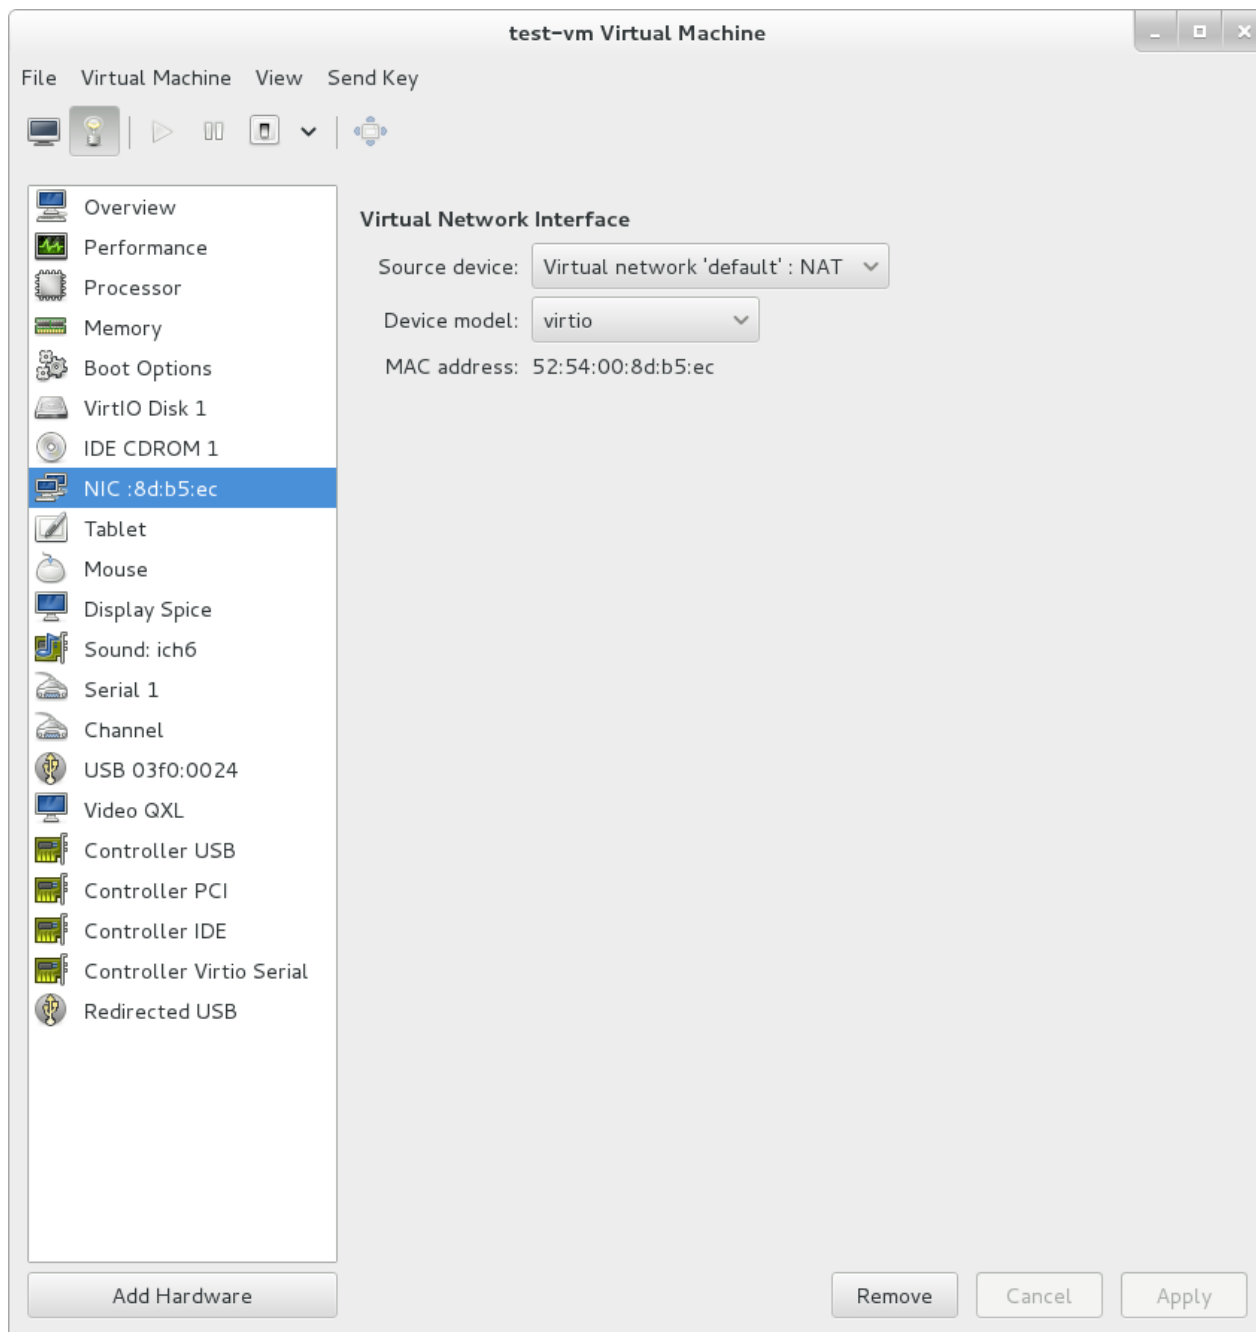 test-vm Virtual Machine
File Virtual Machine View Send Key
Overview
Performance
Processor
Memory
Boot Options
VirtIO Disk 1
IDE CDROM 1
NIC :8d:b5:ec
Tablet
Mouse
Display Spice
Sound: ich6
Serial 1
Channel
USB 03f0:0024
Video QXL
Controller USB
Controller PCI
Controller IDE
Controller Virtio Serial
Redirected USB
Add Hardware
Virtual Network Interface
Source device: Virtual network 'default' : NAT
Device model: virtio
MAC address: 52:54:00:8d:b5:ec
Remove Cancel Apply